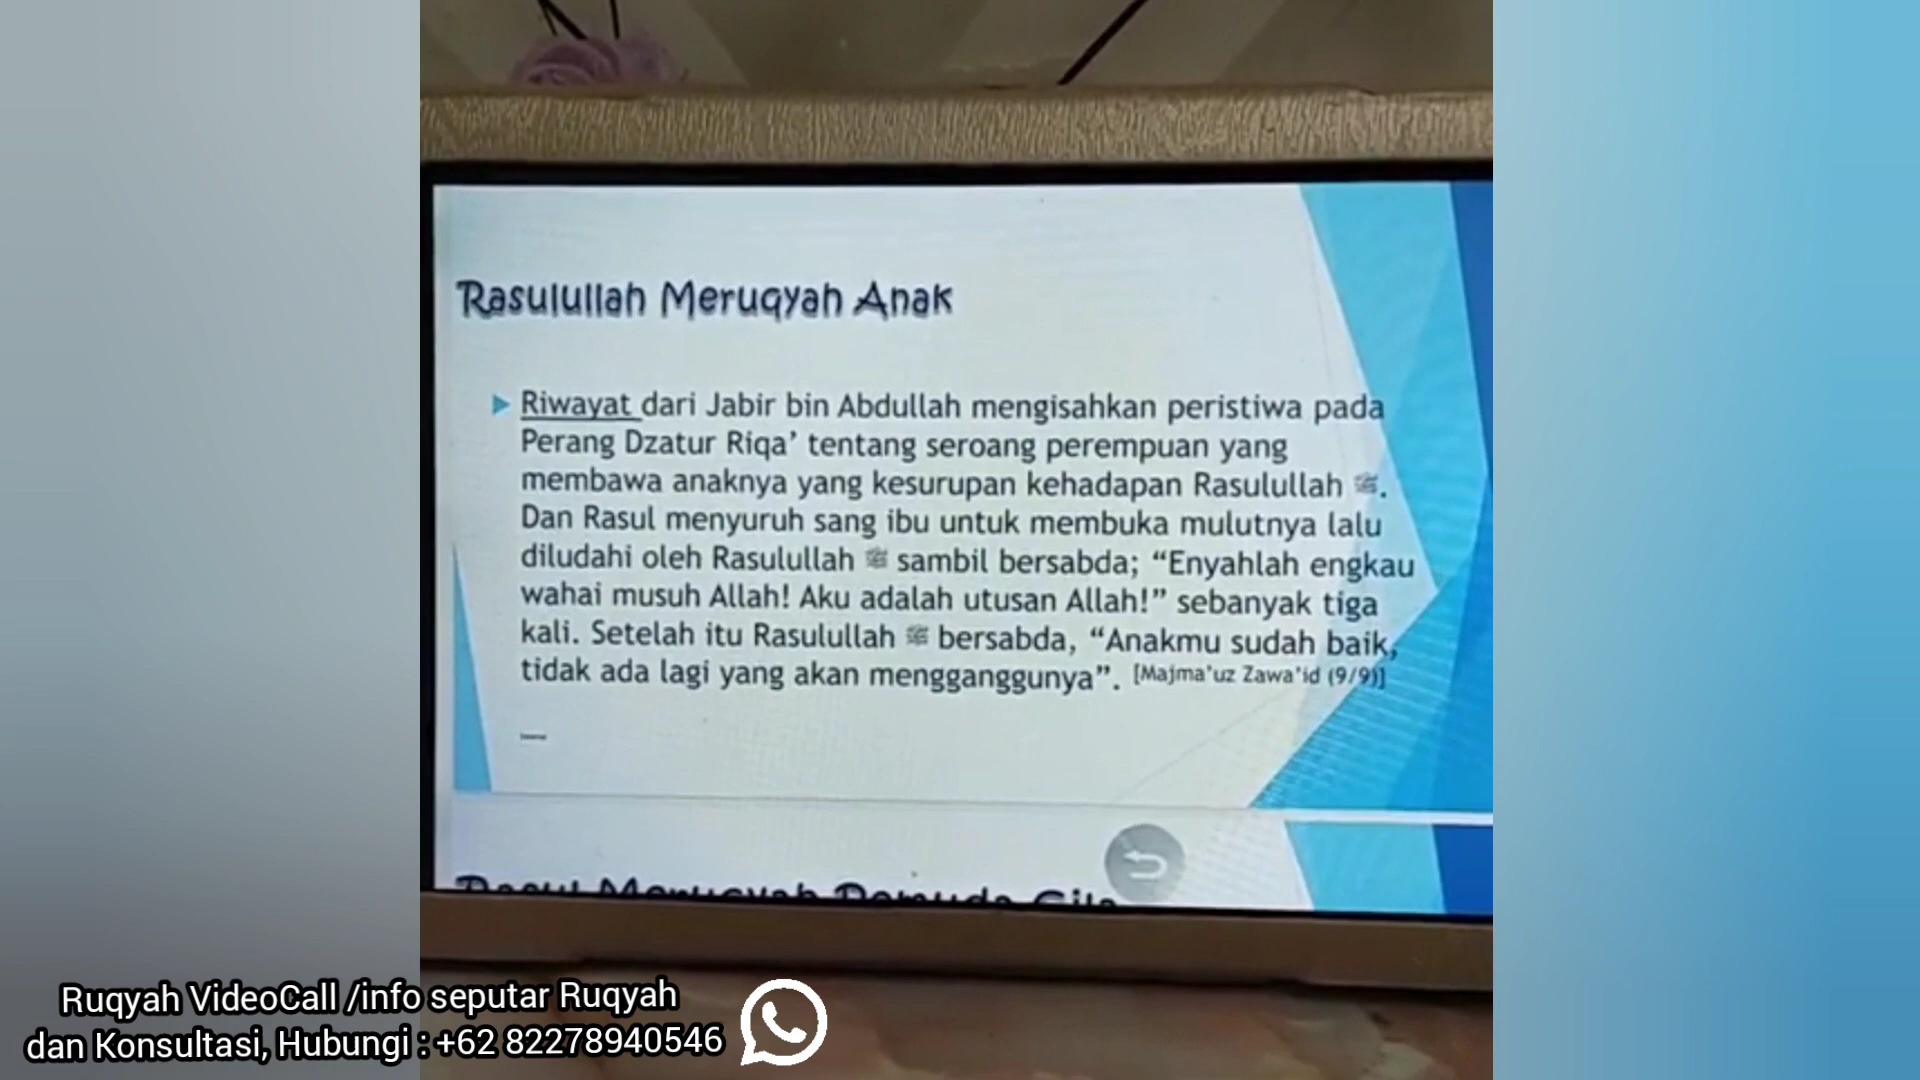 Rasulullah Meruqyah Anak
Riwayat dari Jabir bin Abdullah mengisahkan peristiwa pada
Perang Dzatur Riqa’ tentang seroang perempuan yang
membawa anaknya yang kesurupan kehadapan Rasulullah ﷺ.
Dan Rasul menyuruh sang ibu untuk membuka mulutnya lalu
diludahi oleh Rasulullah ﷺ sambil bersabda; “Enyahlah engkau
wahai musuh Allah! Aku adalah utusan Allah!” sebanyak tiga
kali. Setelah itu Rasulullah ﷺ bersabda, “Anakmu sudah baik,
tidak ada lagi yang akan mengganggunya”. [Majma’uz Zawa’id (9/9)]
Rasul Meruqyah Pemuda Gila
Ruqyah VideoCall /info seputar Ruqyah
dan Konsultasi, Hubungi : +62 82278940546